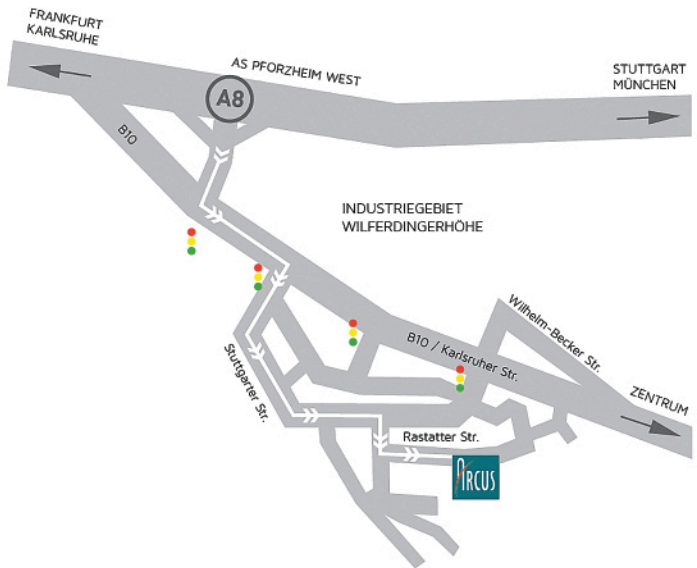 FRANKFURT
KARLSRUHE
AS PFORZHEIM WEST
STUTTGART
MÜNCHEN
A8
B10
INDUSTRIEGEBIET
WILFERDINGERHÖHE
Wilhelm-Becker Str.
B10 / Karlsruher Str.
Stuttgarter Str.
ZENTRUM
Rastatter Str.
ARCUS